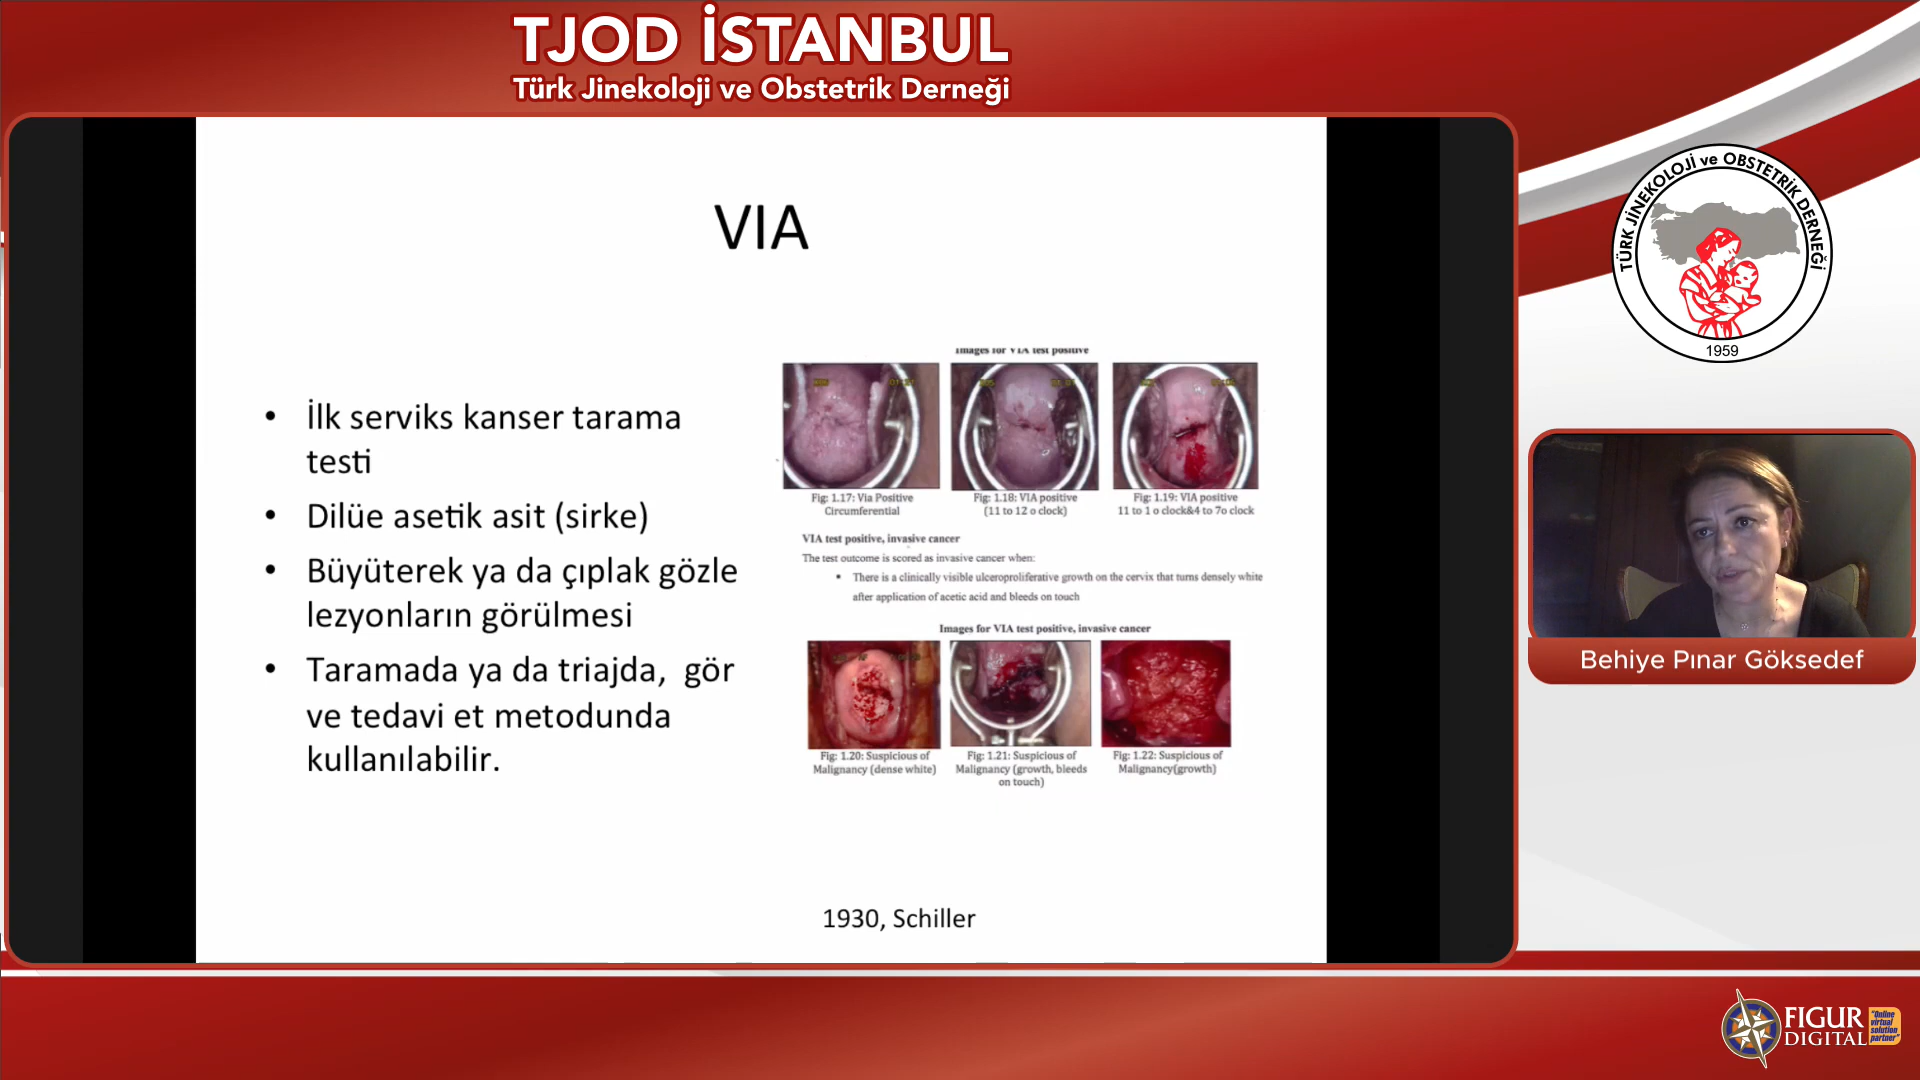 TJOD İSTANBUL
Türk Jinekoloji ve Obstetrik Derneği
VIA
• İlk serviks kanser tarama
testi
• Dilüe asetik asit (sirke)
• Büyüterek ya da çıplak gözle
lezyonların görülmesi
• Taramada ya da triajda, gör
ve tedavi et metodunda
kullanılabilir.
Images for VIA test positive
Fig: 1.17: Via Positive
Circumferential
Fig: 1.18: VIA positive
(11 to 12 o clock)
Fig: 1.19: VIA positive
11 to 1 o clock&4 to 7o clock
VIA test positive, invasive cancer
The test outcome is scored as invasive cancer when:
• There is a clinically visible ulceroproliferative growth on the cervix that turns densely white
after application of acetic acid and bleeds on touch
Images for VIA test positive, invasive cancer
Fig: 1.20: Suspicious of
Malignancy (dense white)
Fig: 1.21: Suspicious of
Malignancy (growth, bleeds
on touch)
Fig: 1.22: Suspicious of
Malignancy(growth)
1930, Schiller
TÜRK JİNEKOLOJİ ve OBSTETRİK DERNEĞİ
1959
Behiye Pınar Göksedef
FIGUR
DIGITAL
"Online
virtual
solution
partner"